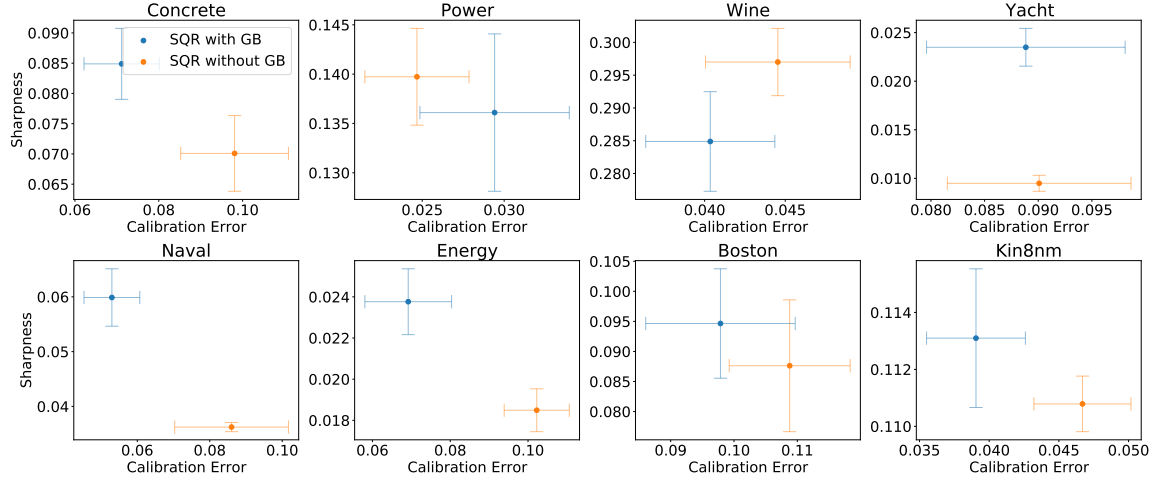 Concrete
Power
Wine
Yacht
SQR with GB
SQR without GB
Sharpness
0.090
0.085
0.080
0.075
0.070
0.065
0.06
0.08
0.10
Calibration Error
0.145
0.140
0.135
0.130
0.025
0.030
Calibration Error
0.300
0.295
0.290
0.285
0.280
0.040
0.045
Calibration Error
0.025
0.020
0.015
0.010
0.080
0.085
0.090
0.095
Calibration Error
Naval
Energy
Boston
Kin8nm
Sharpness
0.06
0.05
0.04
0.06
0.08
0.10
Calibration Error
0.024
0.022
0.020
0.018
0.06
0.08
0.10
Calibration Error
0.105
0.100
0.095
0.090
0.085
0.080
0.09
0.10
0.11
Calibration Error
0.114
0.112
0.110
0.035
0.040
0.045
0.050
Calibration Error